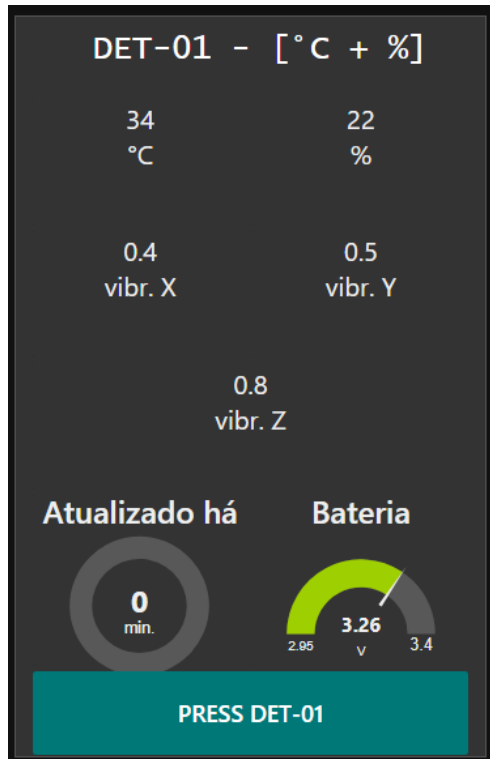 DET-01 - [°C + %]
34 22
°C %
0.4 0.5
vibr. X vibr. Y
0.8
vibr. Z
Atualizado há Bateria
0
min.
3.26
2.95 V 3.4
PRESS DET-01